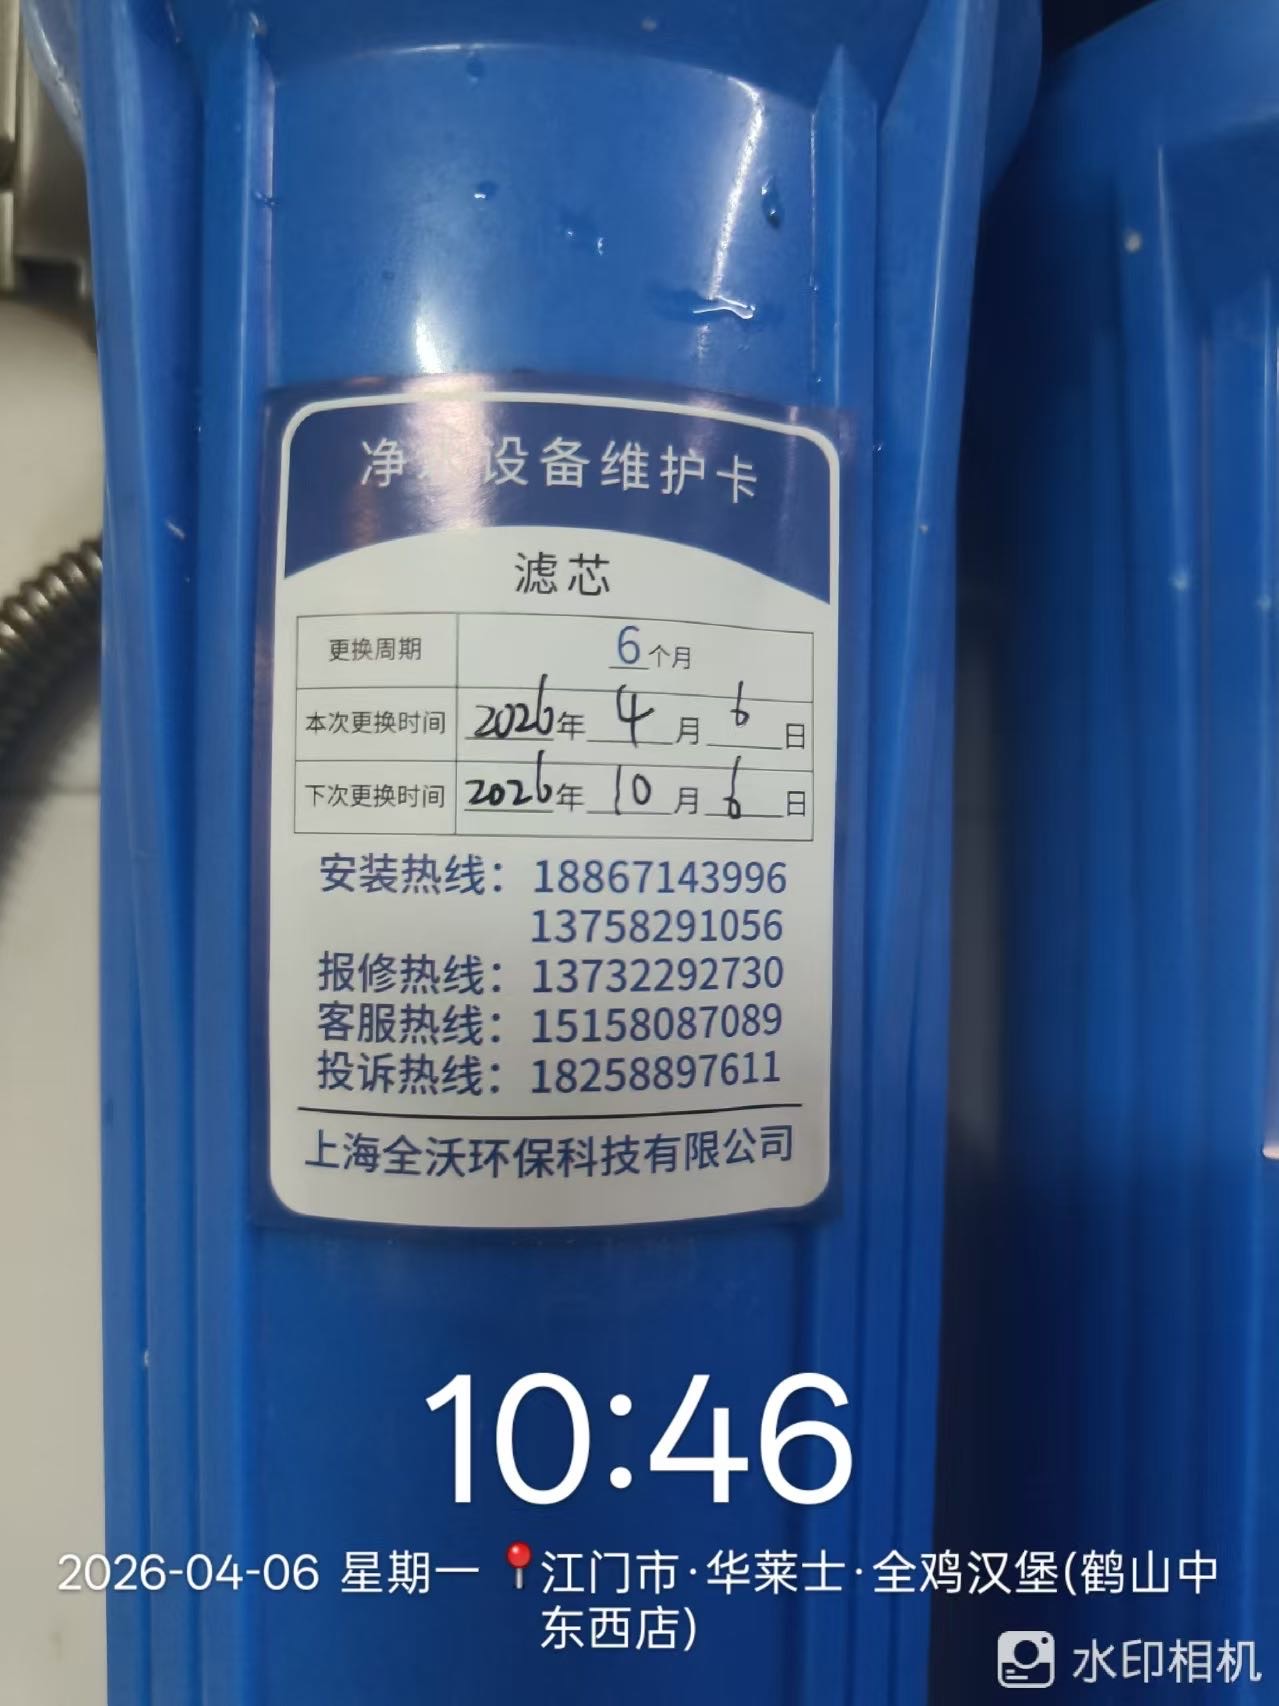 净水设备维护卡
滤芯
更换周期 6个月
本次更换时间 2026年 4月 6日
下次更换时间 2026年 10月 6日
安装热线：18867143996
13758291056
报修热线：13732292730
客服热线：15158087089
投诉热线：18258897611
上海全沃环保科技有限公司
10:46
2026-04-06 星期一 📍江门市·华莱士·全鸡汉堡(鹤山中
东西店)
水印相机